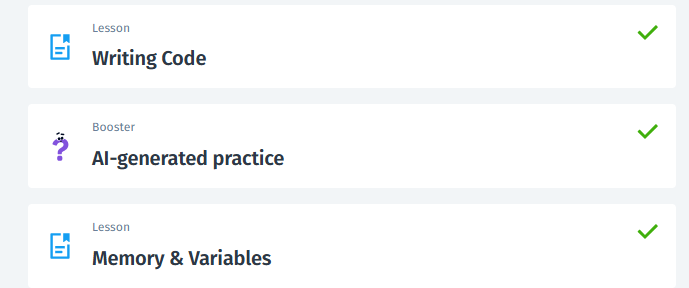 Lesson
Writing Code
Booster
AI-generated practice
Lesson
Memory & Variables